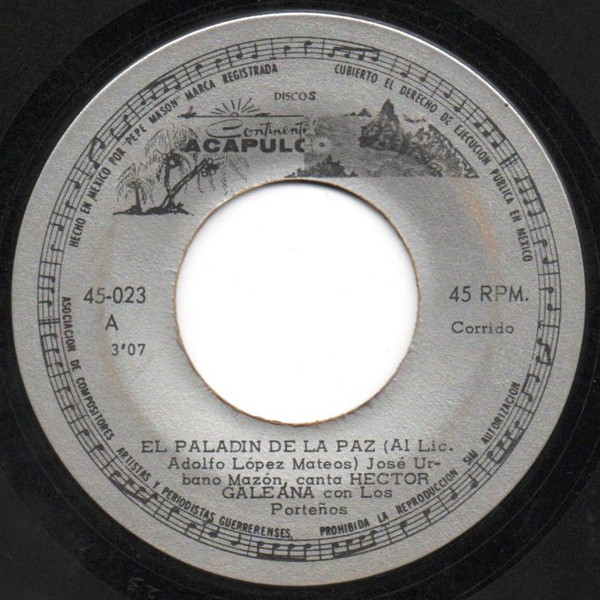 HECHO EN MEXICO POR "PEPE MASON" MARCA REGISTRADA
CUBIERTO EL DERECHO DE EJECUCION PUBLICA EN MEXICO
DISCOS
Continental
ACAPULCO
45-023
A
3'07
45 RPM.
Corrido
EL PALADIN DE LA PAZ (Al Lic.
Adolfo López Mateos) José Ur-
bano Mazón, canta HECTOR
GALEANA con Los
Porteños
ASOCIACION DE COMPOSITORES ARTISTAS Y PERIODISTAS GUERRERENSES.
PROHIBIDA LA REPRODUCCION SIN AUTORIZACION